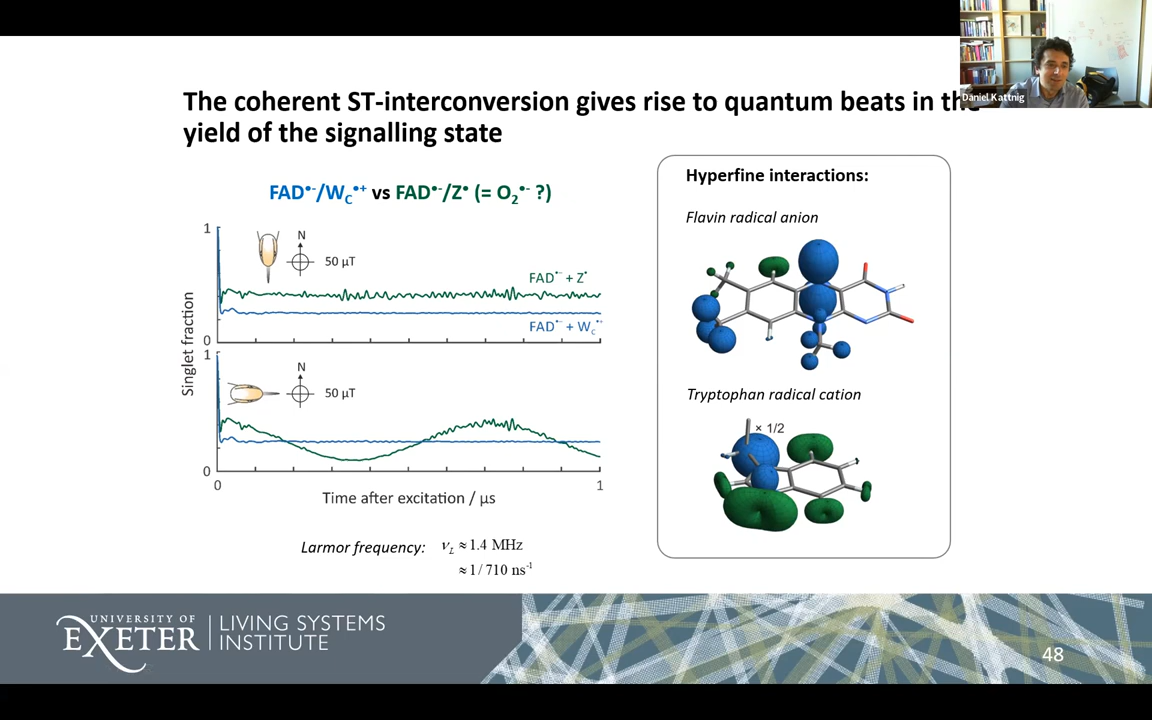 Daniel Kattnig
The coherent ST-interconversion gives rise to quantum beats in the
yield of the signalling state
FAD•-/WC•+ vs FAD•-/Z• (= O2•- ?)
Hyperfine interactions:
Flavin radical anion
Tryptophan radical cation
× 1/2
1
N
50 µT
FAD•- + Z•
FAD•- + WC•+
0
Singlet fraction
1
N
50 µT
0
0
1
Time after excitation / µs
Larmor frequency: νL ≈ 1.4 MHz
≈ 1 / 710 ns-1
UNIVERSITY OF
EXETER
LIVING SYSTEMS
INSTITUTE
48